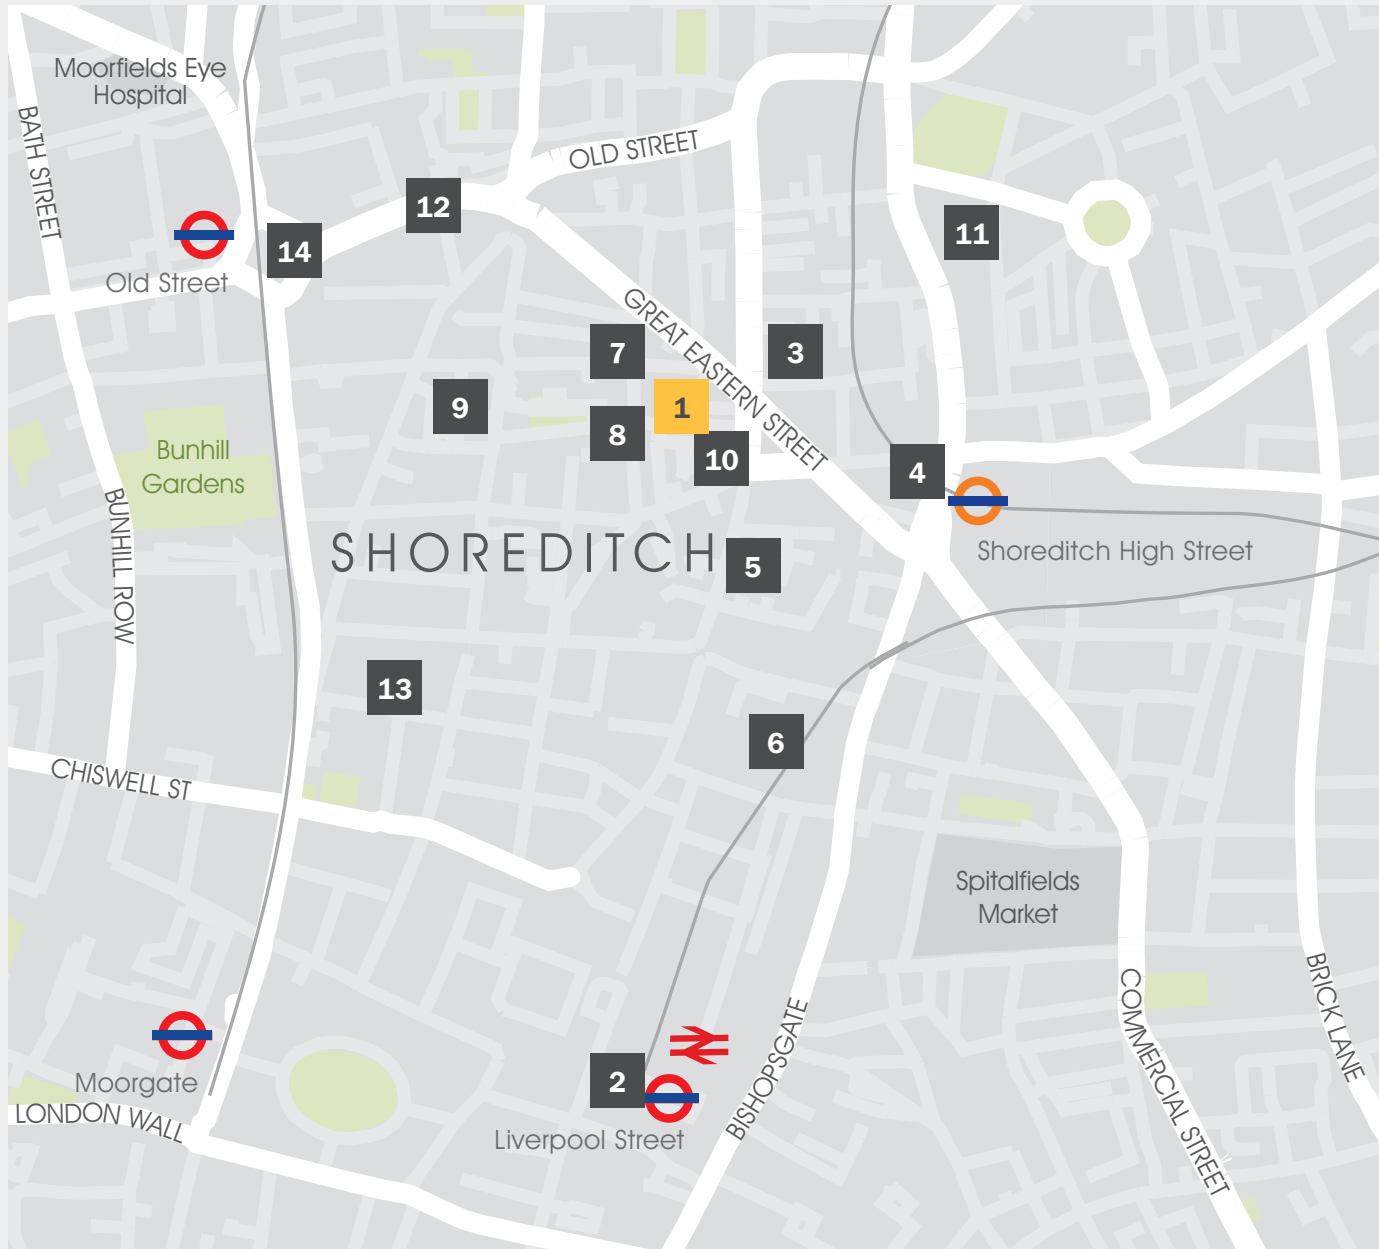 Moorfields Eye
Hospital
BATH STREET
OLD STREET
12
14
11
Old Street
GREAT EASTERN STREET
7
3
9
1
8
10
4
Bunhill
Gardens
BUNHILL ROW
SHOREDITCH
5
Shoreditch High Street
13
6
CHISWELL ST
Spitalfields
Market
BRICK LANE
COMMERCIAL STREET
BISHOPSGATE
Moorgate
2
LONDON WALL
Liverpool Street